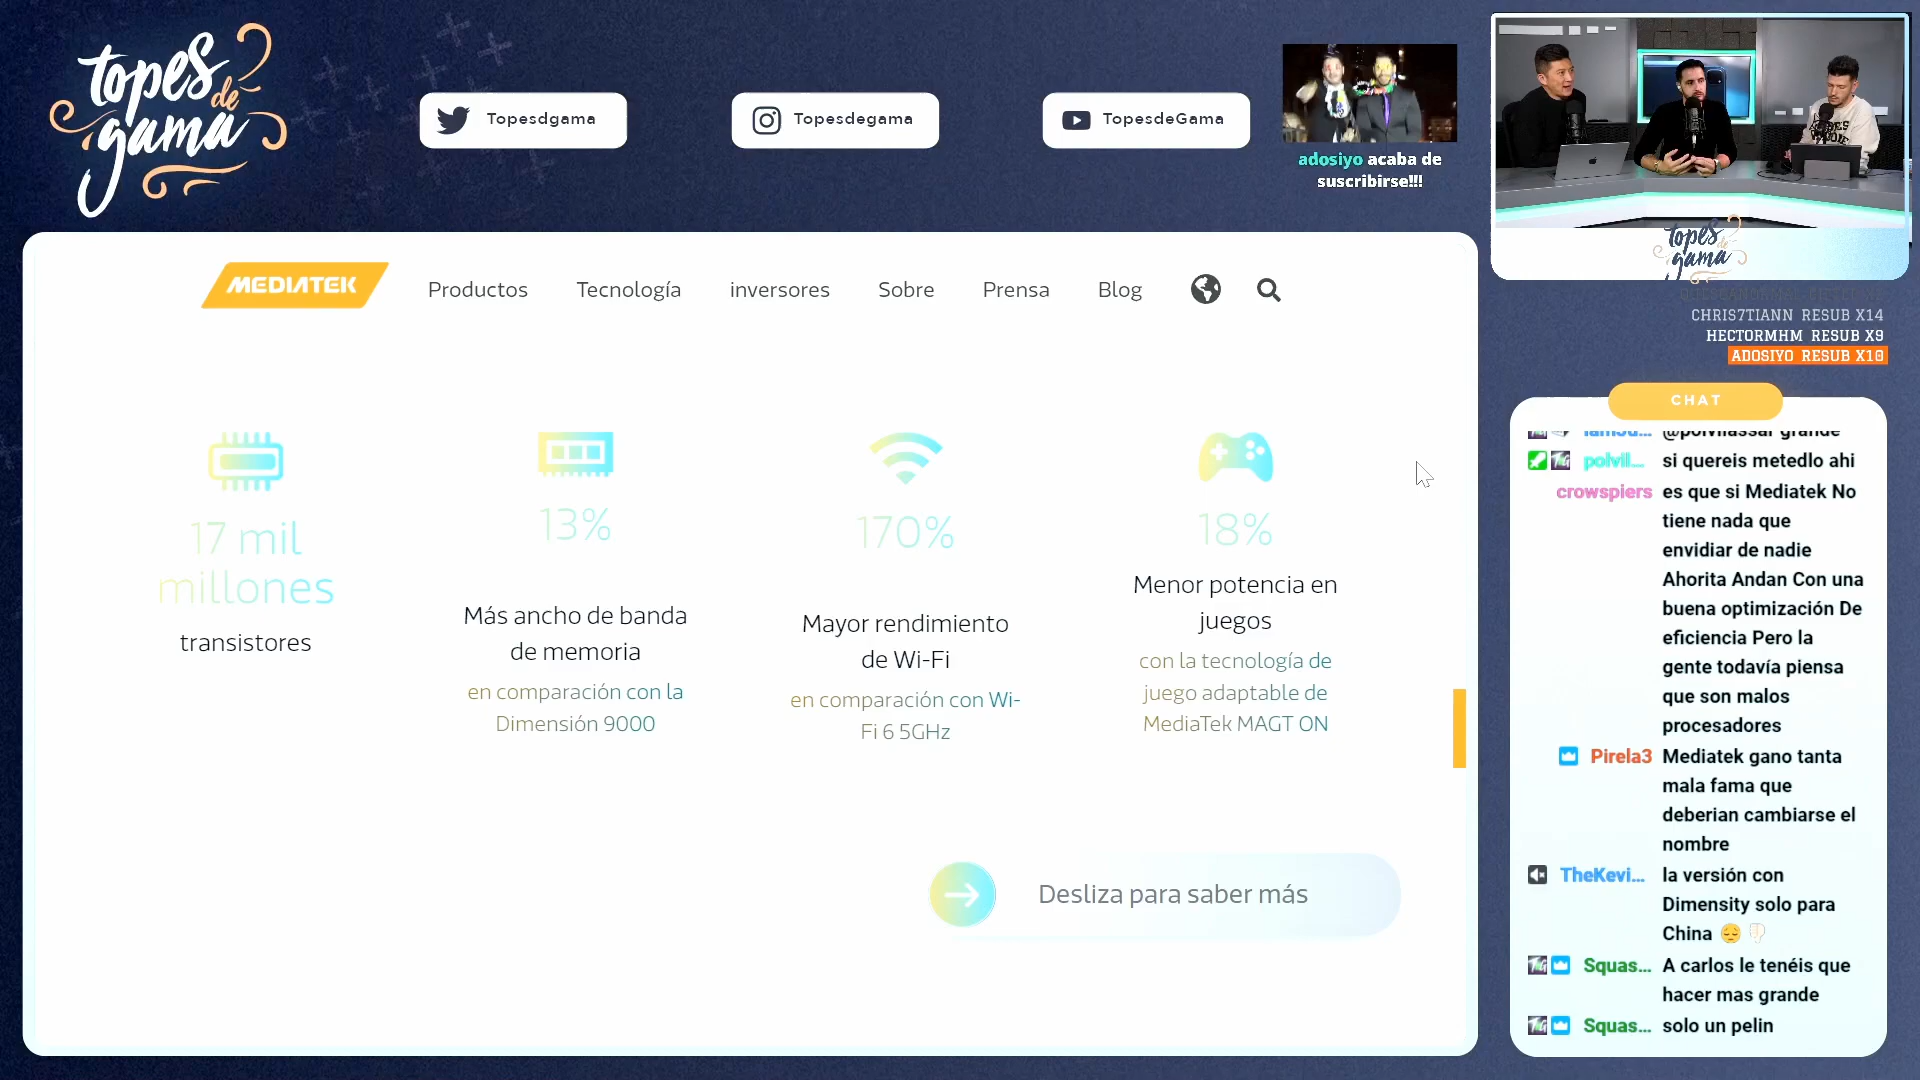 topes
de
gama
Topesdgama
Topesdegama
TopesdeGama
adosiyo acaba de
suscribirse!!!
topes
de
gama
CHRIS7TIANN RESUB X14
HECTORMHM RESUB X9
ADOSIYO RESUB X10
MEDIATEK
Productos
Tecnología
inversores
Sobre
Prensa
Blog
17 mil
millones
transistores
13%
Más ancho de banda
de memoria
en comparación con la
Dimensión 9000
170%
Mayor rendimiento
de Wi-Fi
en comparación con Wi-
Fi 6 5GHz
18%
Menor potencia en
juegos
con la tecnología de
juego adaptable de
MediaTek MAGT ON
Desliza para saber más
CHAT
@polvilassar grande
polvil... si quereis metedlo ahi
crowspiers es que si Mediatek No
tiene nada que
envidiar de nadie
Ahorita Andan Con una
buena optimización De
eficiencia Pero la
gente todavía piensa
que son malos
procesadores
Pirela3 Mediatek gano tanta
mala fama que
deberian cambiarse el
nombre
TheKevi... la versión con
Dimensity solo para
China
Squas... A carlos le tenéis que
hacer mas grande
Squas... solo un pelin